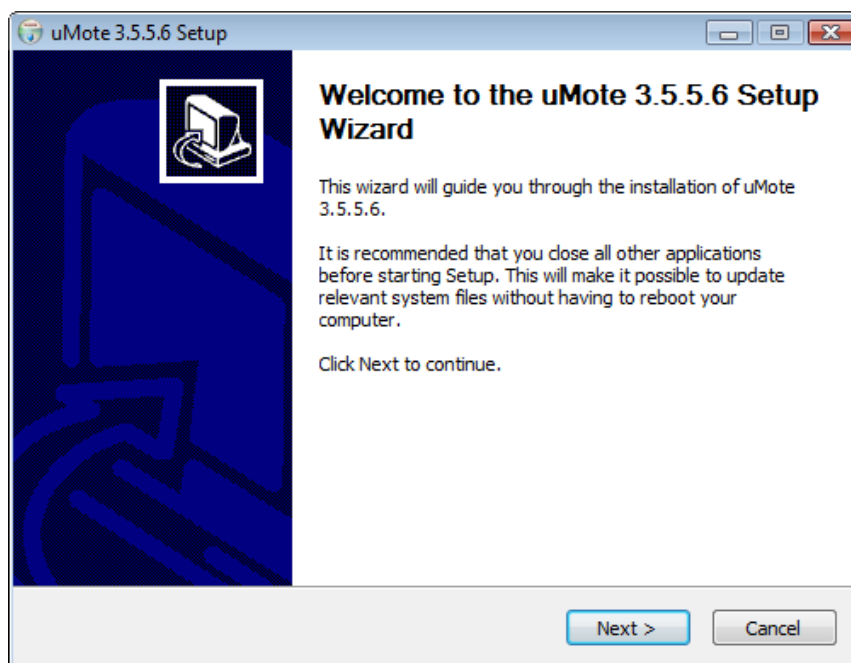 uMote 3.5.5.6 Setup
Welcome to the uMote 3.5.5.6 Setup
Wizard
This wizard will guide you through the installation of uMote
3.5.5.6.
It is recommended that you close all other applications
before starting Setup. This will make it possible to update
relevant system files without having to reboot your
computer.
Click Next to continue.
Next >
Cancel